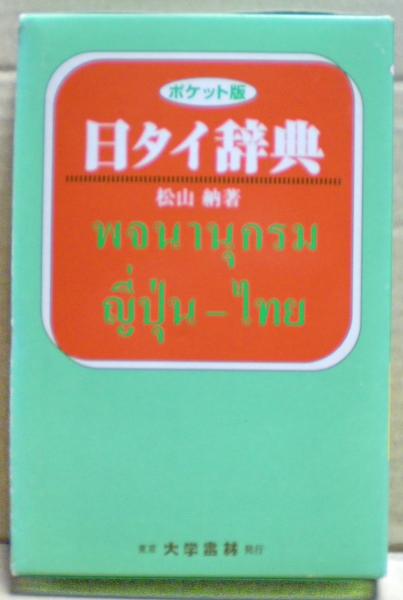 ポケット版
日タイ辞典
松山 納著
พจนานุกรม
ญี่ปุ่น – ไทย
東京 大学書林 発行